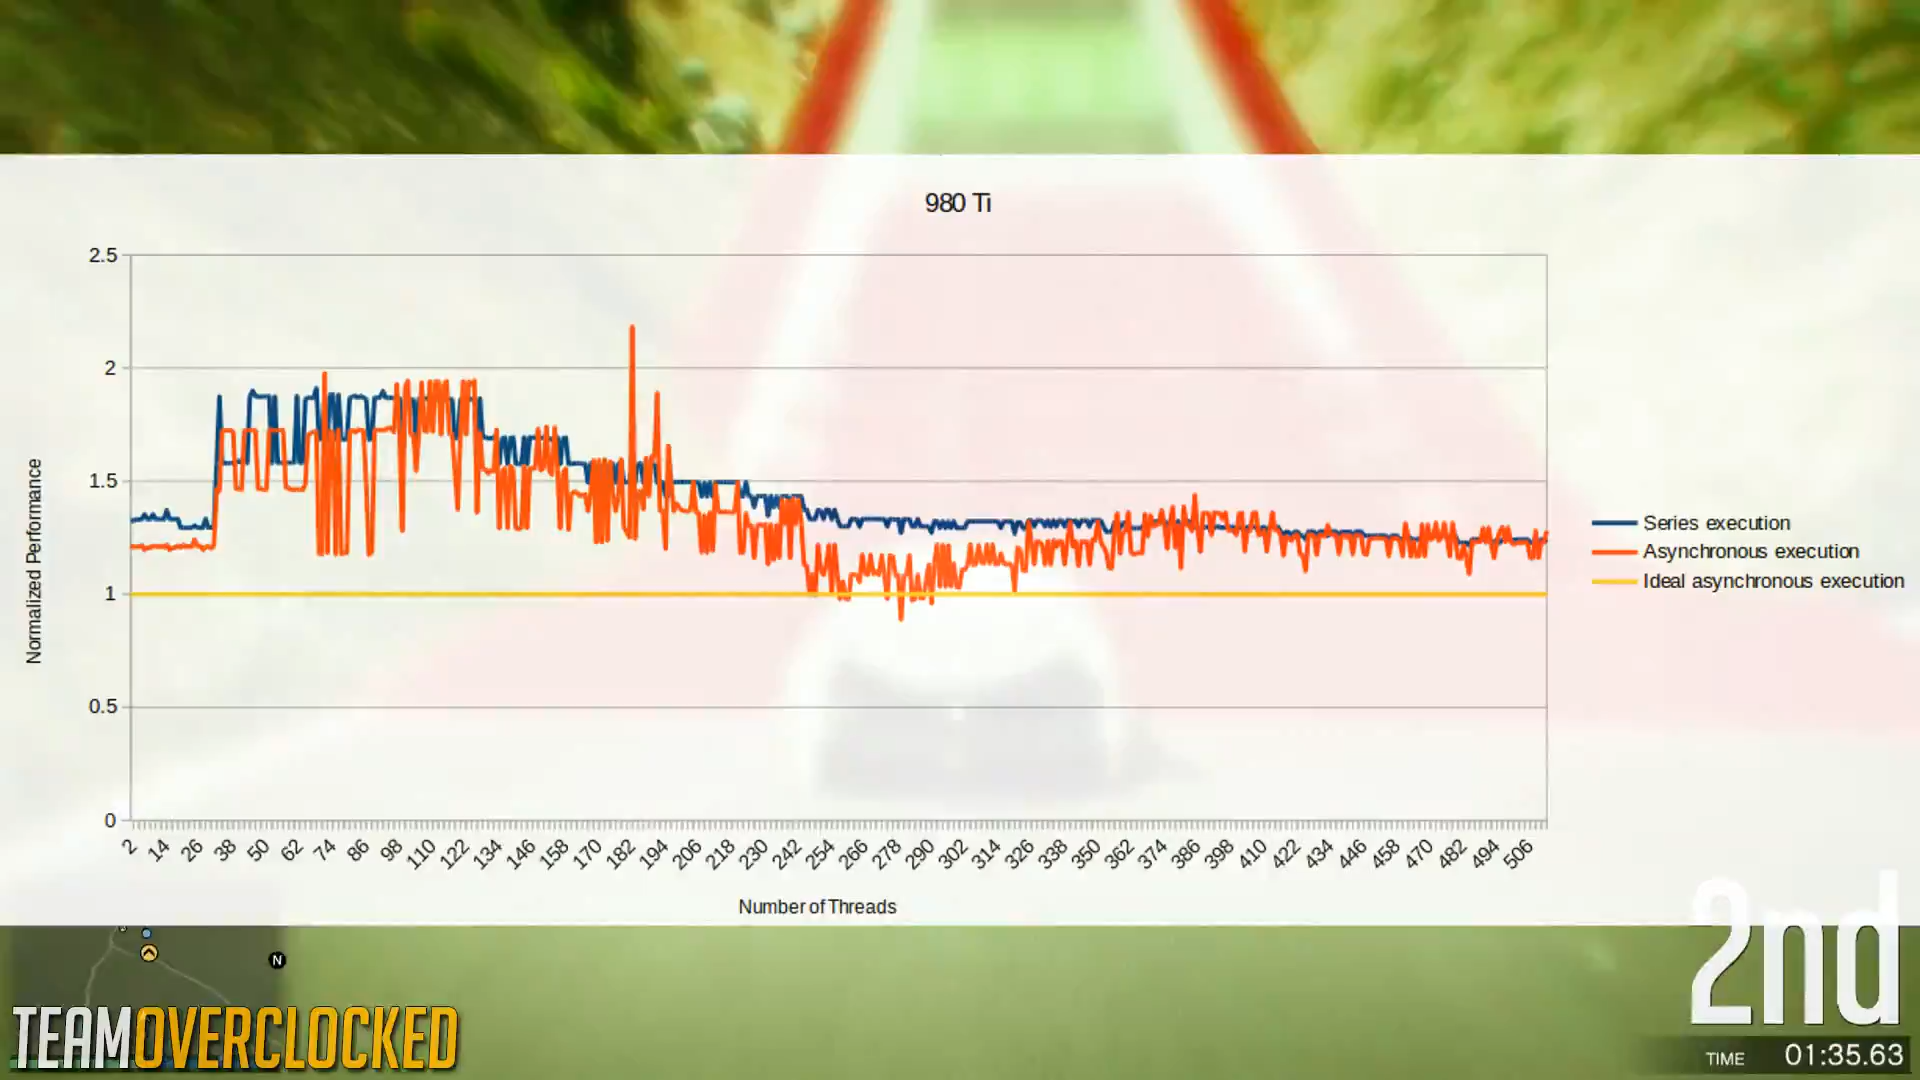 980 Ti
2.5
2
1.5
1
0.5
0
Normalized Performance
2 14 26 38 50 62 74 86 98 110 122 134 146 158 170 182 194 206 218 230 242 254 266 278 290 302 314 326 338 350 362 374 386 398 410 422 434 446 458 470 482 494 506
Number of Threads
Series execution
Asynchronous execution
Ideal asynchronous execution
N
TEAMOVERCLOCKED
2nd
TIME 01:35.63